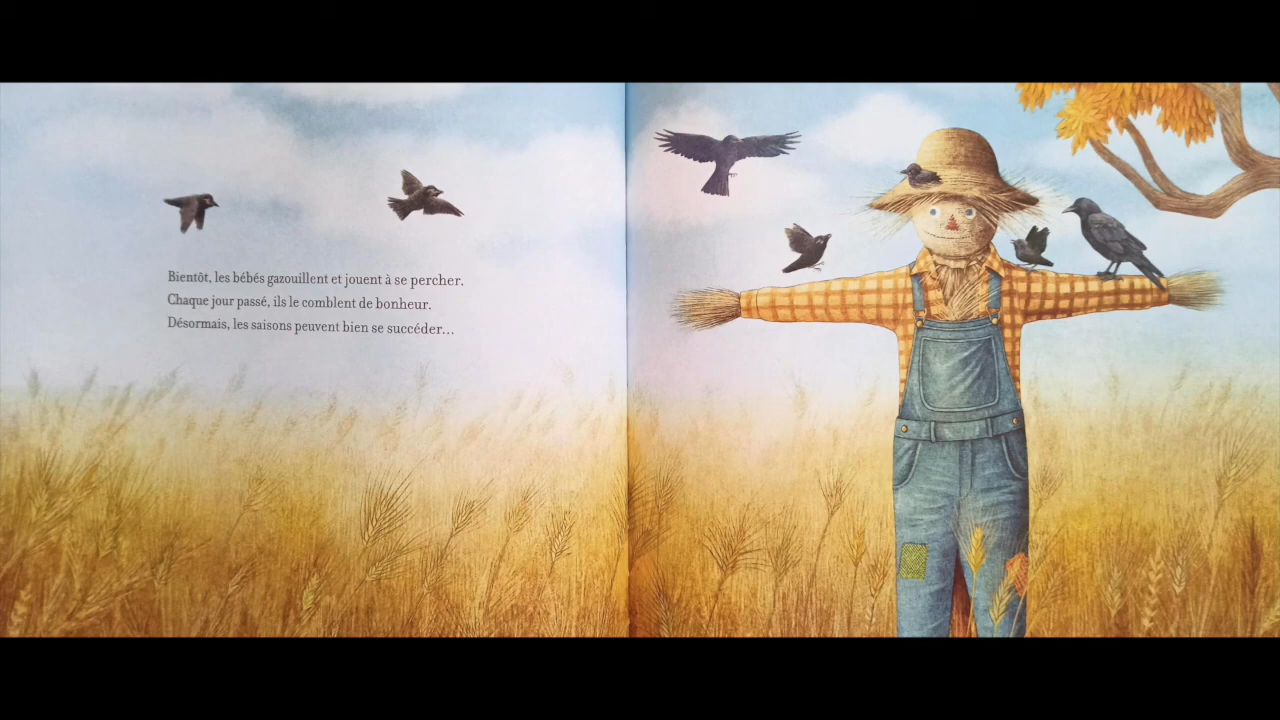 Bientôt, les bébés gazouillent et jouent à se percher.
Chaque jour passé, ils le comblent de bonheur.
Désormais, les saisons peuvent bien se succéder...